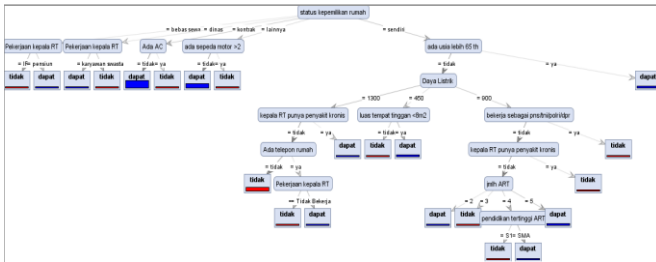 status kepemilikan rumah
= bebas sewa = dinas = kontrak = lainnya = sendiri
Pekerjaan kepala RT Pekerjaan kepala RT Ada AC ada sepeda motor >2 ada usia lebih 65 th
= pensiun = karyawan swasta = tidak = ya = tidak = ya = tidak = ya
tidak dapat dapat tidak dapat tidak dapat tidak Daya Listrik dapat
= 1300 = 450 = 900
kepala RT punya penyakit kronis luas tempat tinggan <8m2 bekerja sebagai pns/tni/polri/dpr
= tidak = ya = tidak = ya = tidak = ya
Ada telepon rumah dapat tidak dapat kepala RT punya penyakit kronis tidak
= tidak = ya = tidak = ya
tidak Pekerjaan kepala RT jmlh ART tidak
== Tidak Bekerja = 2 = 3 = 4 = 5
tidak dapat dapat tidak pendidikan tertinggi ART dapat
= S1 = SMA
tidak dapat